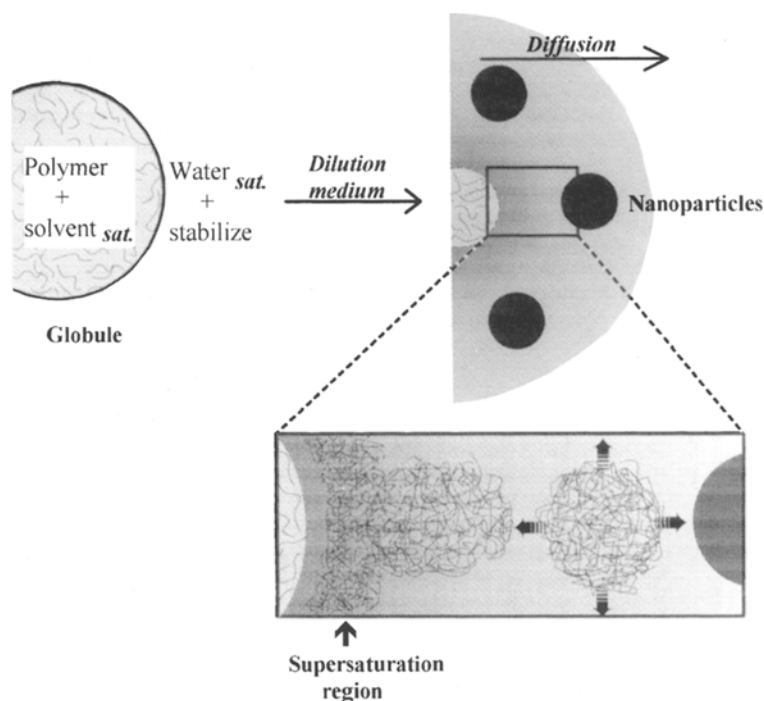 Polymer
+
solvent sat.
Water sat.
+
stabilize
Globule
Dilution
medium
Diffusion
Nanoparticles
Supersaturation
region